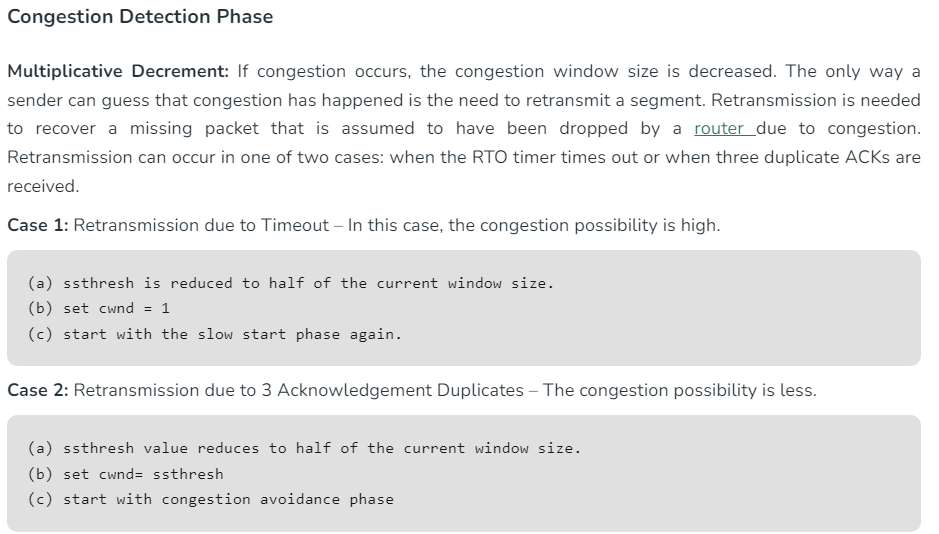 Congestion Detection Phase
Multiplicative Decrement: If congestion occurs, the congestion window size is decreased. The only way a
sender can guess that congestion has happened is the need to retransmit a segment. Retransmission is needed
to recover a missing packet that is assumed to have been dropped by a router due to congestion.
Retransmission can occur in one of two cases: when the RTO timer times out or when three duplicate ACKs are
received.
Case 1: Retransmission due to Timeout – In this case, the congestion possibility is high.
(a) ssthresh is reduced to half of the current window size.
(b) set cwnd = 1
(c) start with the slow start phase again.
Case 2: Retransmission due to 3 Acknowledgement Duplicates – The congestion possibility is less.
(a) ssthresh value reduces to half of the current window size.
(b) set cwnd= ssthresh
(c) start with congestion avoidance phase